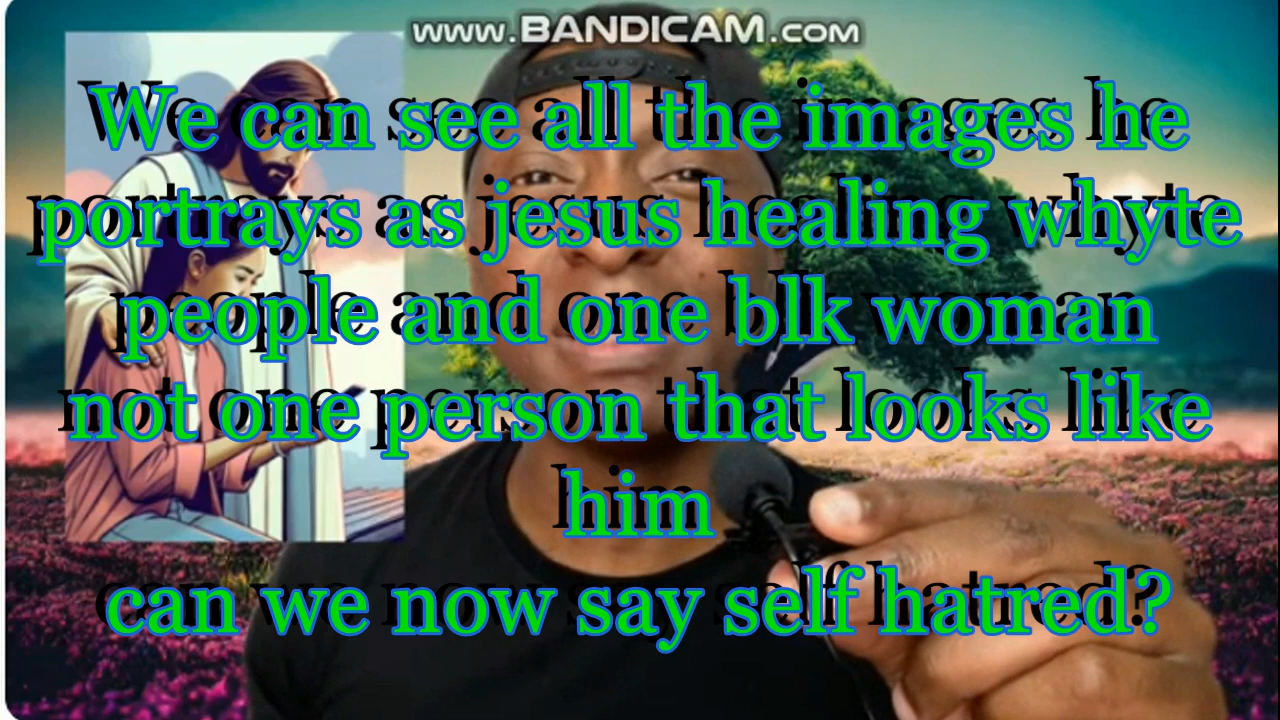 www.BANDICAM.com
We can see all the images he
portrays as jesus healing whyte
people and one blk woman
not one person that looks like
him
can we now say self hatred?